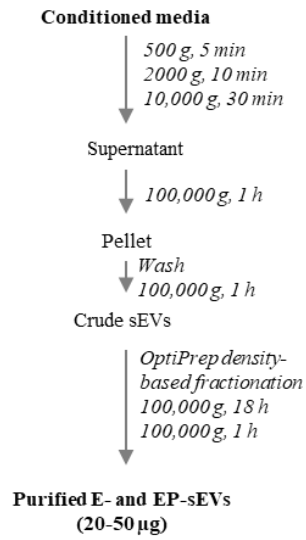 Conditioned media
500 g, 5 min
2000 g, 10 min
10,000 g, 30 min
Supernatant
100,000 g, 1 h
Pellet
Wash
100,000 g, 1 h
Crude sEVs
OptiPrep density-
based fractionation
100,000 g, 18 h
100,000 g, 1 h
Purified E- and EP-sEVs
(20-50 μg)